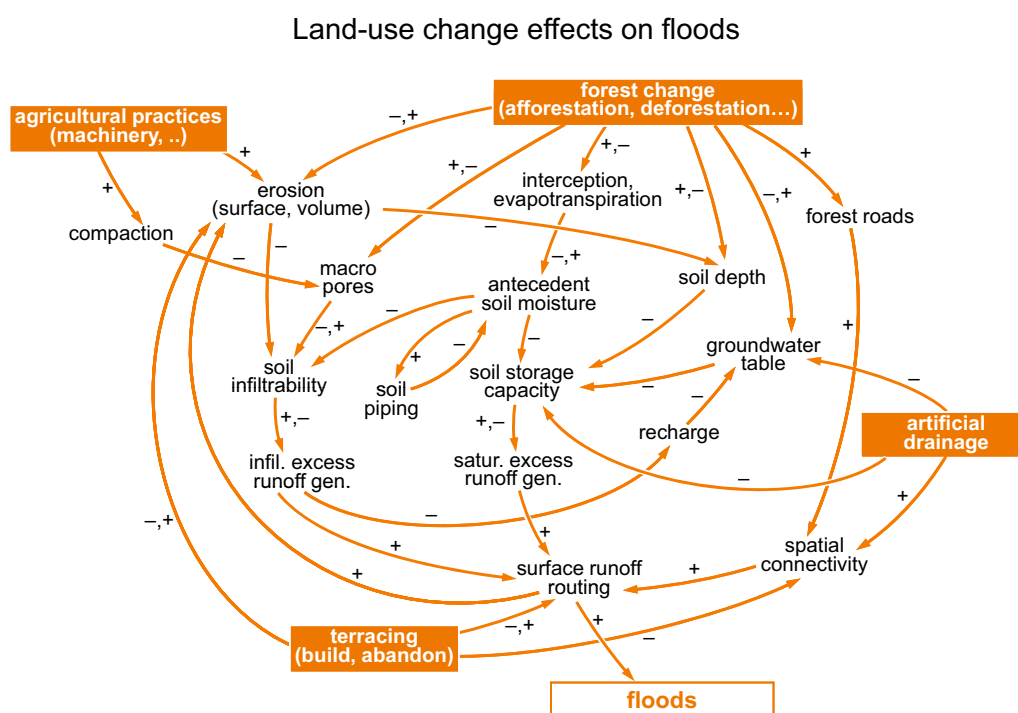 Land-use change effects on floods
forest change
(afforestation, deforestation…)
agricultural practices
(machinery, ..)
–,+
+
+
+,–
+,–
+
interception,
evapotranspiration
+,–
–,+
erosion
(surface, volume)
forest roads
compaction
–
–
–
–,+
macro
pores
antecedent
soil moisture
soil depth
–
–,+
–
+
–
–
–
+
groundwater
table
soil
infiltrability
soil
piping
soil storage
capacity
–
–
–
+,–
+,–
recharge
artificial
drainage
infil. excess
runoff gen.
satur. excess
runoff gen.
–
+
–
–,+
+
+
spatial
connectivity
+
surface runoff
routing
+
terracing
(build, abandon)
–,+
+
–
floods